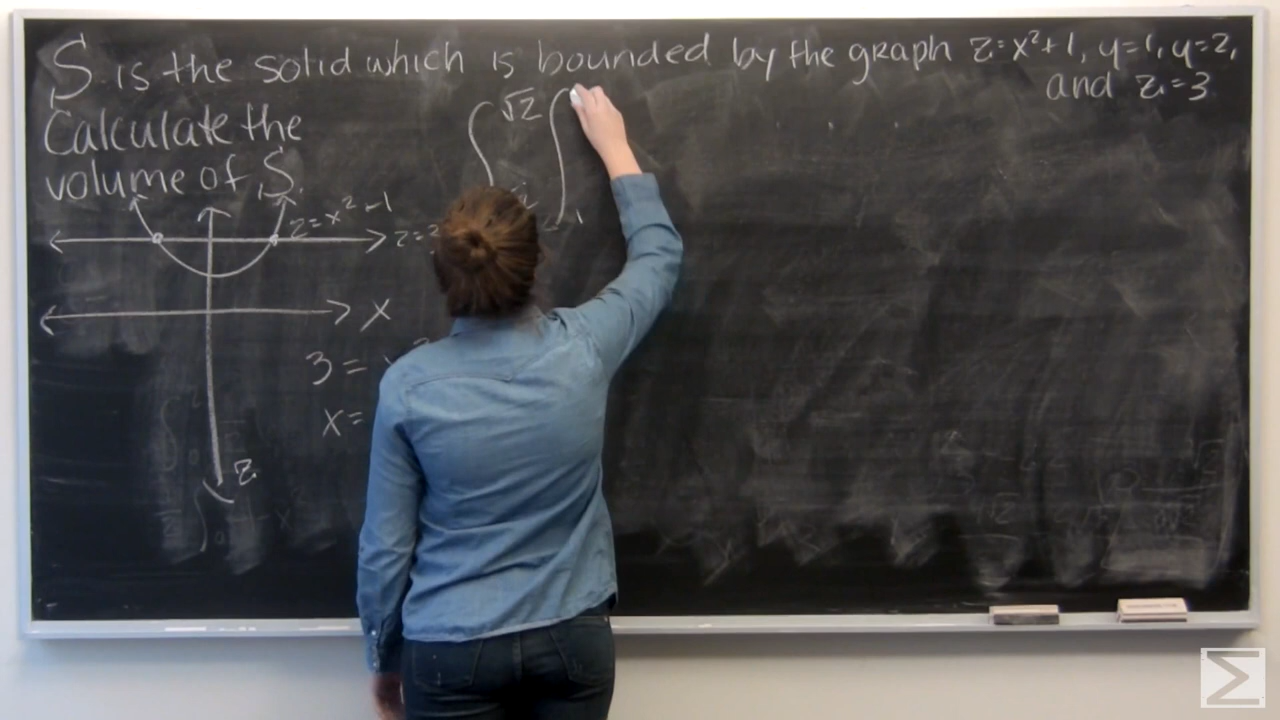 S is the solid which is bounded by the graph z=x²+1, y=1, y=2,
and z=3
Calculate the
volume of S.
∫ √2 ∫
1
z=x²+1
z=
x
3 =
x=
z
Σ